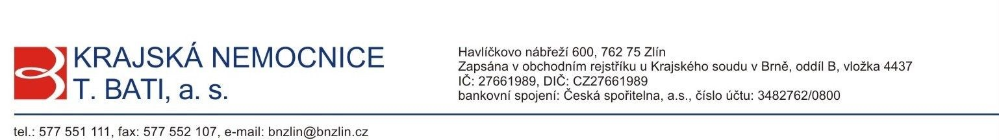 KRAJSKÁ NEMOCNICE
T. BATI, a. s.
Havlíčkovo nábřeží 600, 762 75 Zlín
Zapsána v obchodním rejstříku u Krajského soudu v Brně, oddíl B, vložka 4437
IČ: 27661989, DIČ: CZ27661989
bankovní spojení: Česká spořitelna, a.s., číslo účtu: 3482762/0800
tel.: 577 551 111, fax: 577 552 107, e-mail: bnzlin@bnzlin.cz